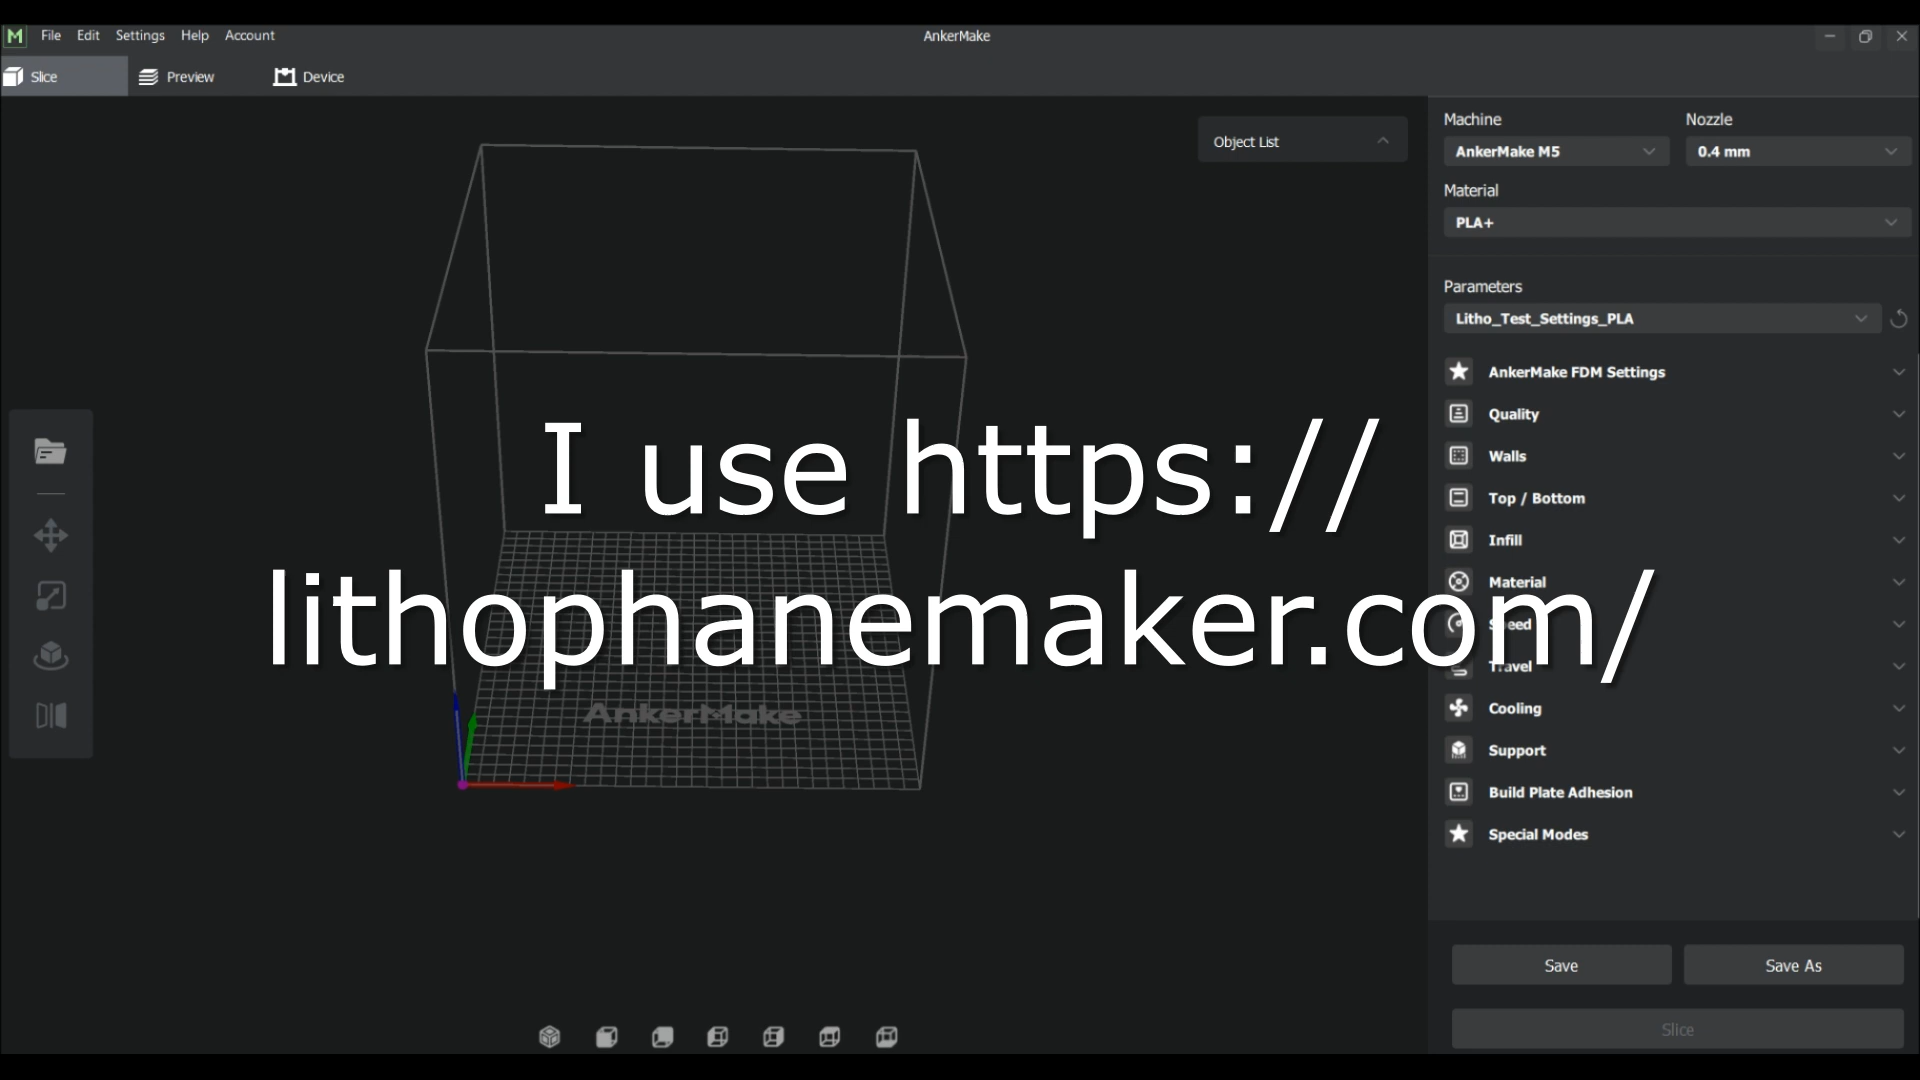 File Edit Settings Help Account
AnkerMake
Slice
Preview
Device
Object List
Machine
Nozzle
AnkerMake M5
0.4 mm
Material
PLA+
Parameters
Litho_Test_Settings_PLA
AnkerMake FDM Settings
Quality
Walls
Top / Bottom
Infill
Material
Speed
Travel
Cooling
Support
Build Plate Adhesion
Special Modes
Save
Save As
Slice
I use https://
lithophanemaker.com/
AnkerMake